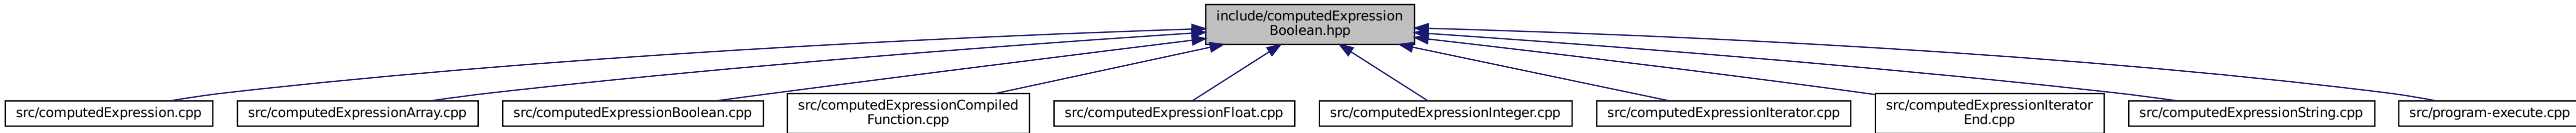 include/computedExpression
Boolean.hpp
src/computedExpression.cpp
src/computedExpressionArray.cpp
src/computedExpressionBoolean.cpp
src/computedExpressionCompiled
Function.cpp
src/computedExpressionFloat.cpp
src/computedExpressionInteger.cpp
src/computedExpressionIterator.cpp
src/computedExpressionIterator
End.cpp
src/computedExpressionString.cpp
src/program-execute.cpp